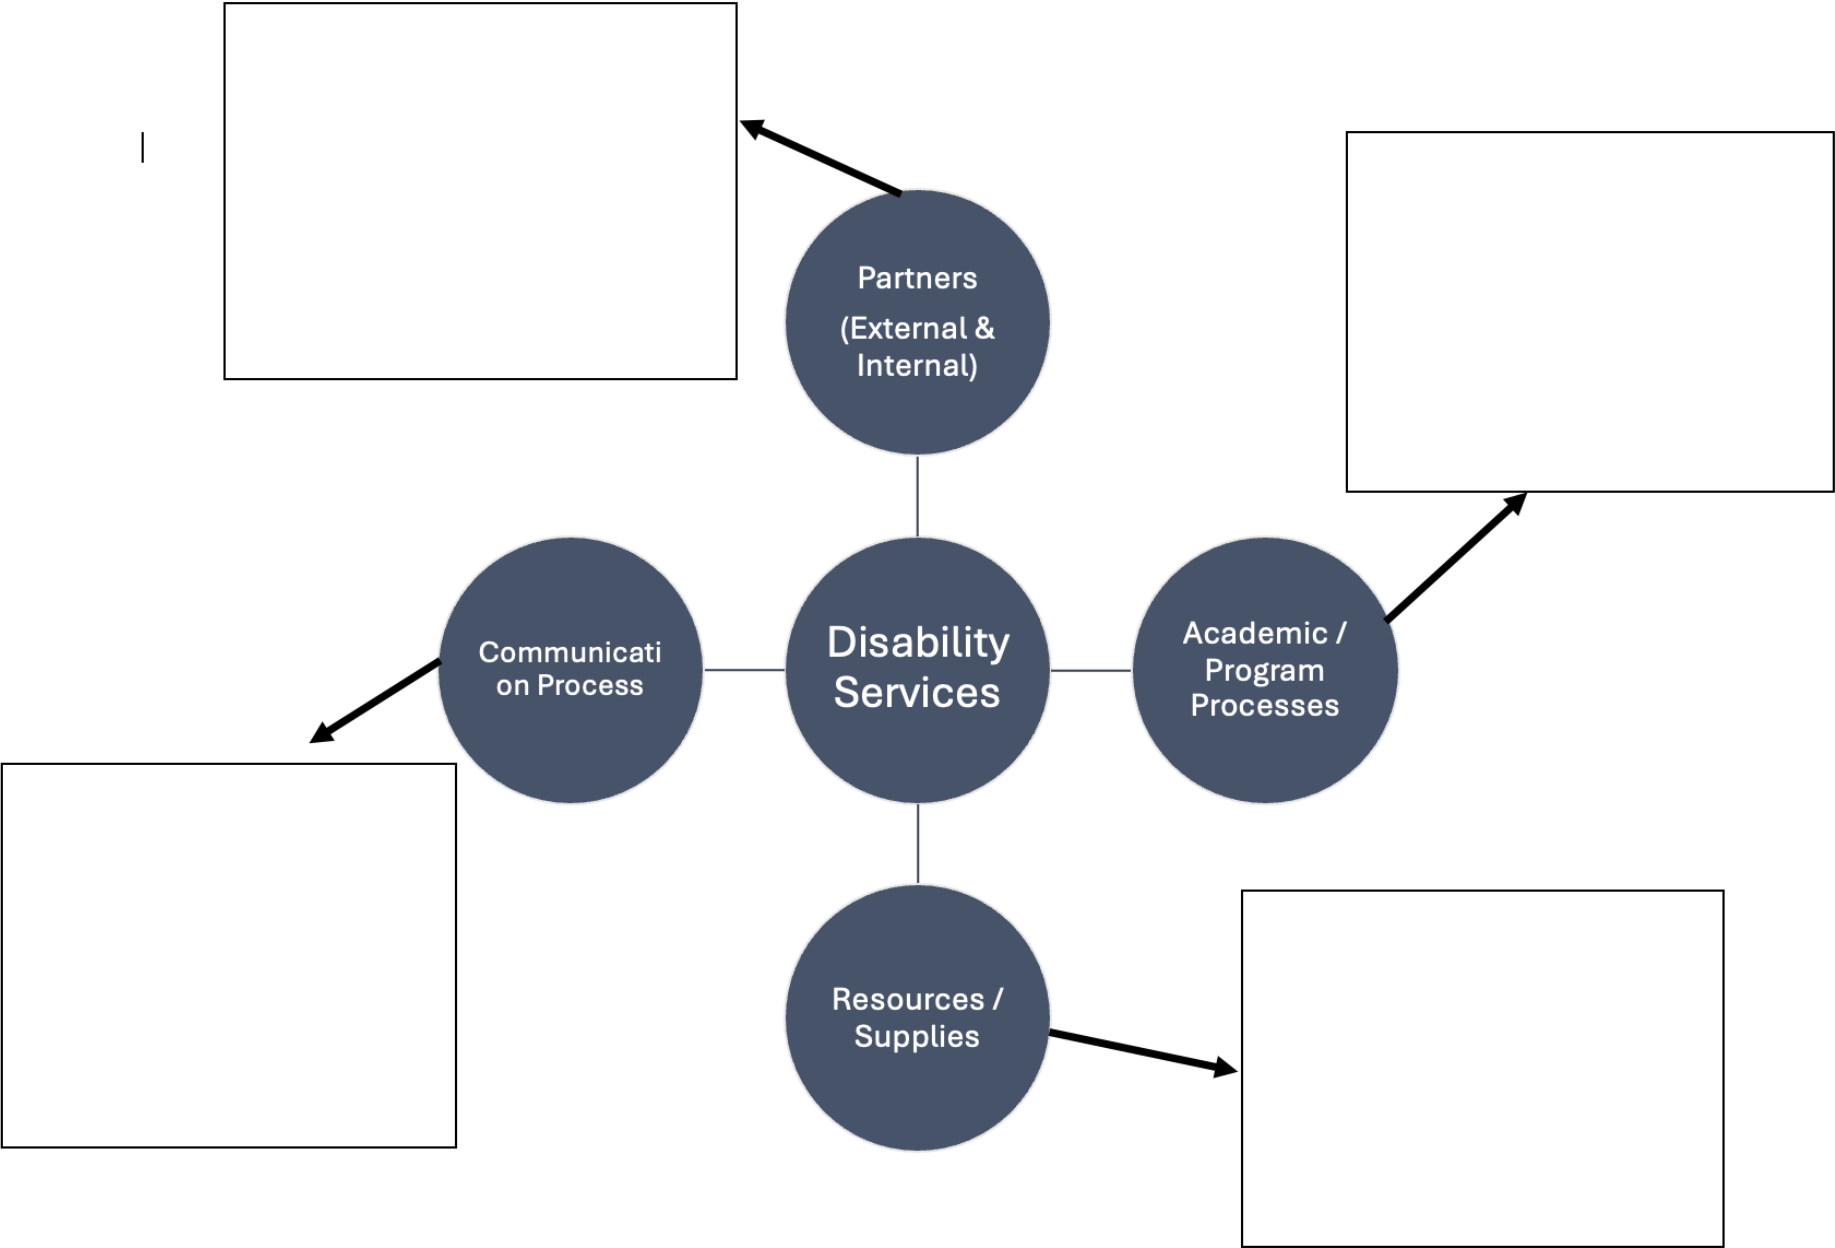 Partners
(External &
Internal)
Communicati
on Process
Disability
Services
Academic /
Program
Processes
Resources /
Supplies